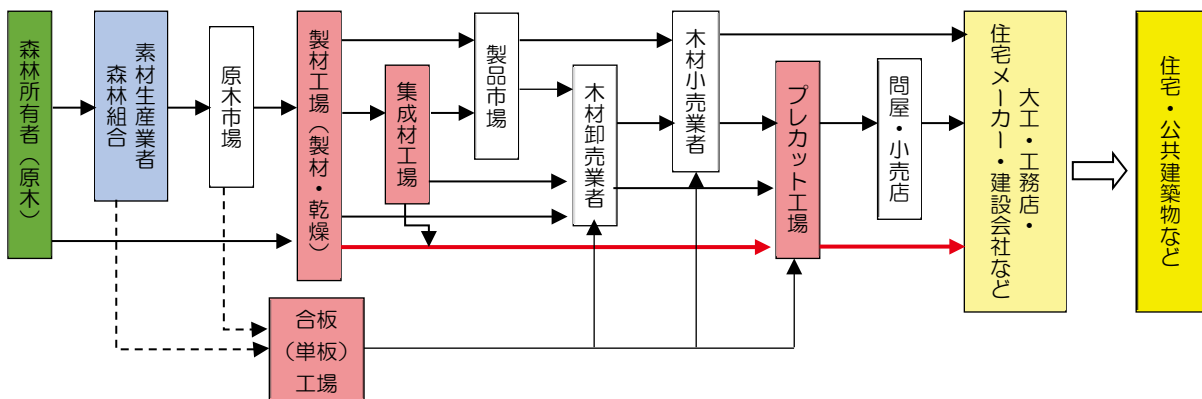 森林所有者（原木）
素材生産業者
森林組合
原木市場
製材工場（製材・乾燥）
集成材工場
製品市場
木材卸売業者
木材小売業者
プレカット工場
問屋・小売店
大工・工務店・
住宅メーカー・建設会社など
住宅・公共建築物など
合板
（単板）
工場